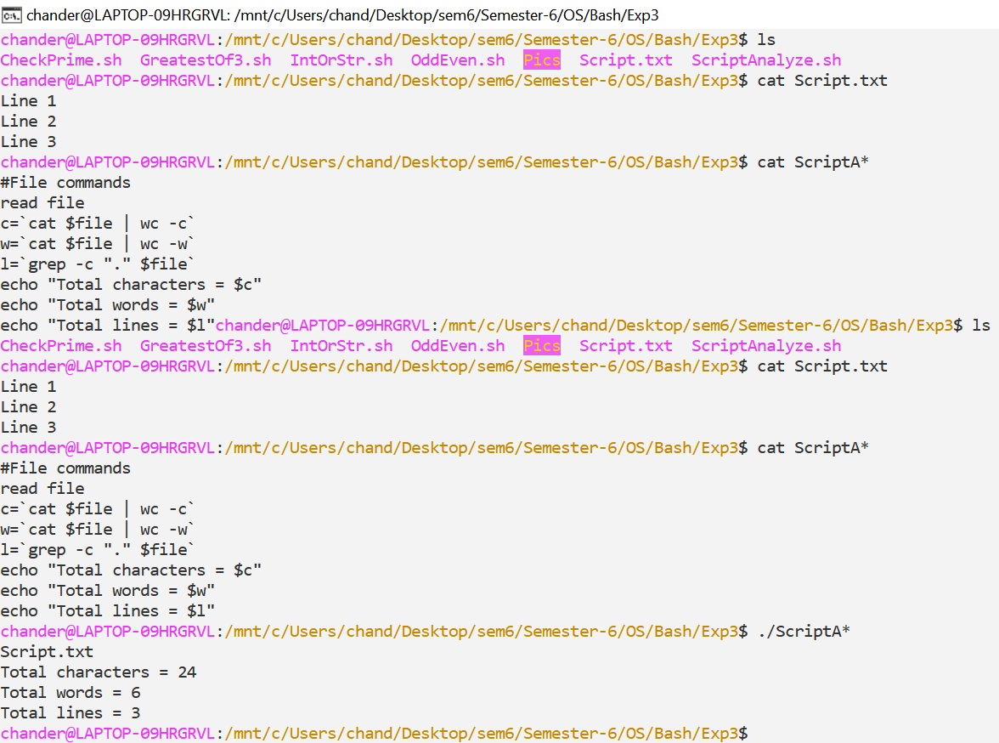 chander@LAPTOP-09HRGRVL: /mnt/c/Users/chand/Desktop/sem6/Semester-6/OS/Bash/Exp3
chander@LAPTOP-09HRGRVL:/mnt/c/Users/chand/Desktop/sem6/Semester-6/OS/Bash/Exp3$ ls
CheckPrime.sh  GreatestOf3.sh  IntOrStr.sh  OddEven.sh  Pics  Script.txt  ScriptAnalyze.sh
chander@LAPTOP-09HRGRVL:/mnt/c/Users/chand/Desktop/sem6/Semester-6/OS/Bash/Exp3$ cat Script.txt
Line 1
Line 2
Line 3
chander@LAPTOP-09HRGRVL:/mnt/c/Users/chand/Desktop/sem6/Semester-6/OS/Bash/Exp3$ cat ScriptA*
#File commands
read file
c=`cat $file | wc -c`
w=`cat $file | wc -w`
l=`grep -c "." $file`
echo "Total characters = $c"
echo "Total words = $w"
echo "Total lines = $l"chander@LAPTOP-09HRGRVL:/mnt/c/Users/chand/Desktop/sem6/Semester-6/OS/Bash/Exp3$ ls
CheckPrime.sh  GreatestOf3.sh  IntOrStr.sh  OddEven.sh  Pics  Script.txt  ScriptAnalyze.sh
chander@LAPTOP-09HRGRVL:/mnt/c/Users/chand/Desktop/sem6/Semester-6/OS/Bash/Exp3$ cat Script.txt
Line 1
Line 2
Line 3
chander@LAPTOP-09HRGRVL:/mnt/c/Users/chand/Desktop/sem6/Semester-6/OS/Bash/Exp3$ cat ScriptA*
#File commands
read file
c=`cat $file | wc -c`
w=`cat $file | wc -w`
l=`grep -c "." $file`
echo "Total characters = $c"
echo "Total words = $w"
echo "Total lines = $l"
chander@LAPTOP-09HRGRVL:/mnt/c/Users/chand/Desktop/sem6/Semester-6/OS/Bash/Exp3$ ./ScriptA*
Script.txt
Total characters = 24
Total words = 6
Total lines = 3
chander@LAPTOP-09HRGRVL:/mnt/c/Users/chand/Desktop/sem6/Semester-6/OS/Bash/Exp3$